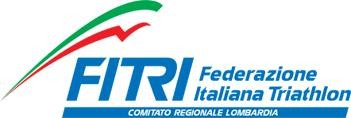 FITRI
Federazione
Italiana Triathlon
COMITATO REGIONALE LOMBARDIA